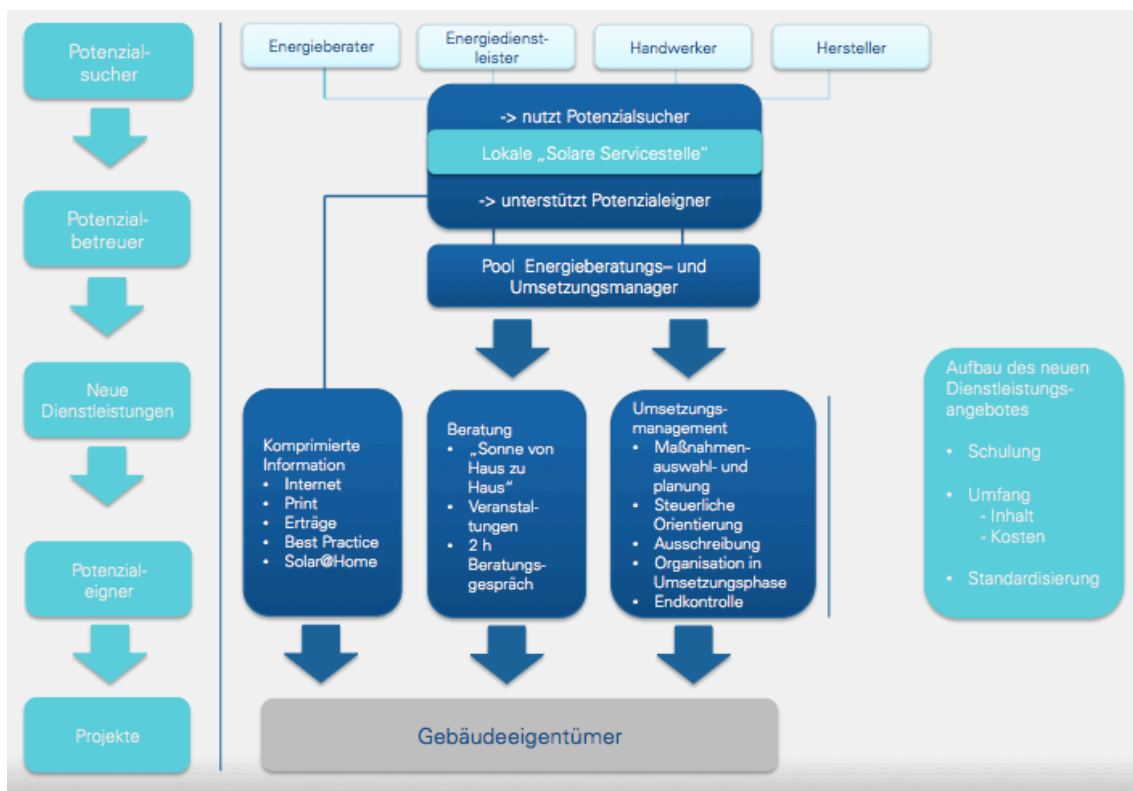 Potenzial-
sucher
Potenzial-
betreuer
Neue
Dienstleistungen
Potenzial-
eigner
Projekte
Energieberater
Energiedienst-
leister
Handwerker
Hersteller
-> nutzt Potenzialsucher
Lokale „Solare Servicestelle“
-> unterstützt Potenzialeigner
Pool Energieberatungs– und
Umsetzungsmanager
Komprimierte
Information
• Internet
• Print
• Erträge
• Best Practice
• Solar@Home
Beratung
• „Sonne von
Haus zu
Haus“
• Veranstal-
tungen
• 2 h
Beratungs-
gespräch
Umsetzungs-
management
• Maßnahmen-
auswahl- und
planung
• Steuerliche
Orientierung
• Ausschreibung
• Organisation in
Umsetzungsphase
• Endkontrolle
Aufbau des neuen
Dienstleistungs-
angebotes
• Schulung
• Umfang
- Inhalt
- Kosten
• Standardisierung
Gebäudeeigentümer